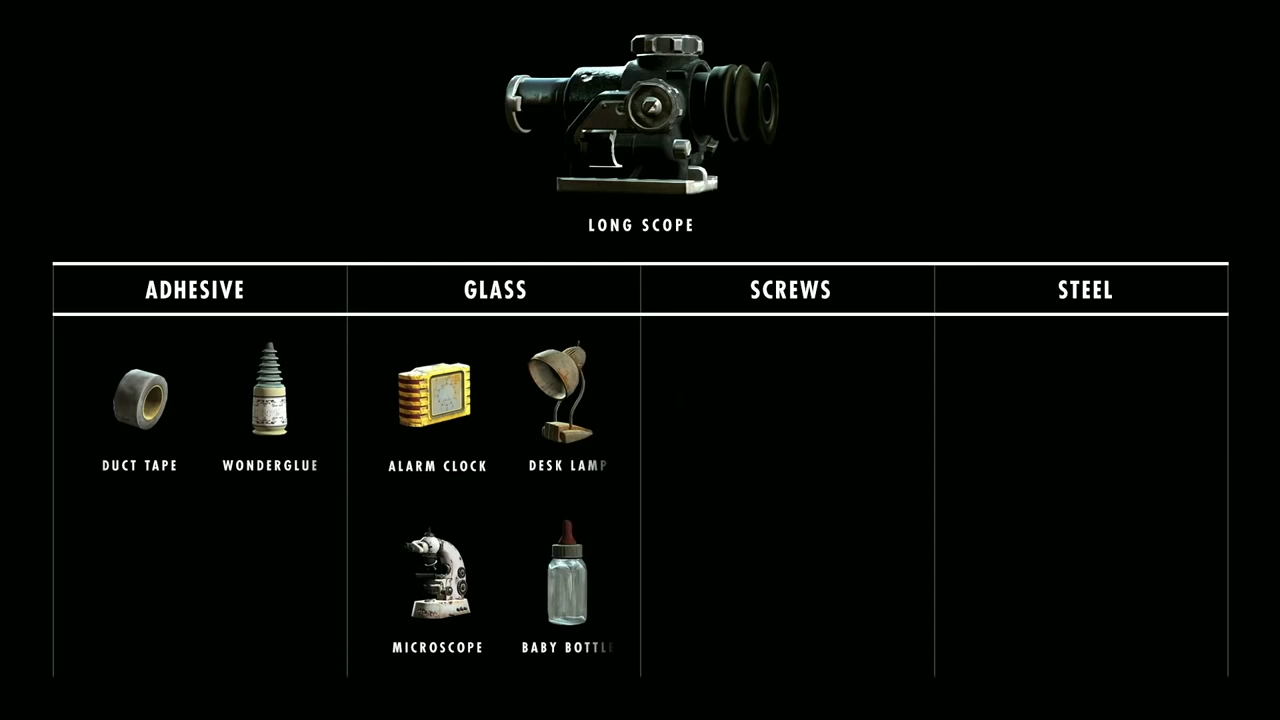 LONG SCOPE
ADHESIVE GLASS SCREWS STEEL
DUCT TAPE WONDERGLUE ALARM CLOCK DESK LAMP
MICROSCOPE BABY BOTTLE